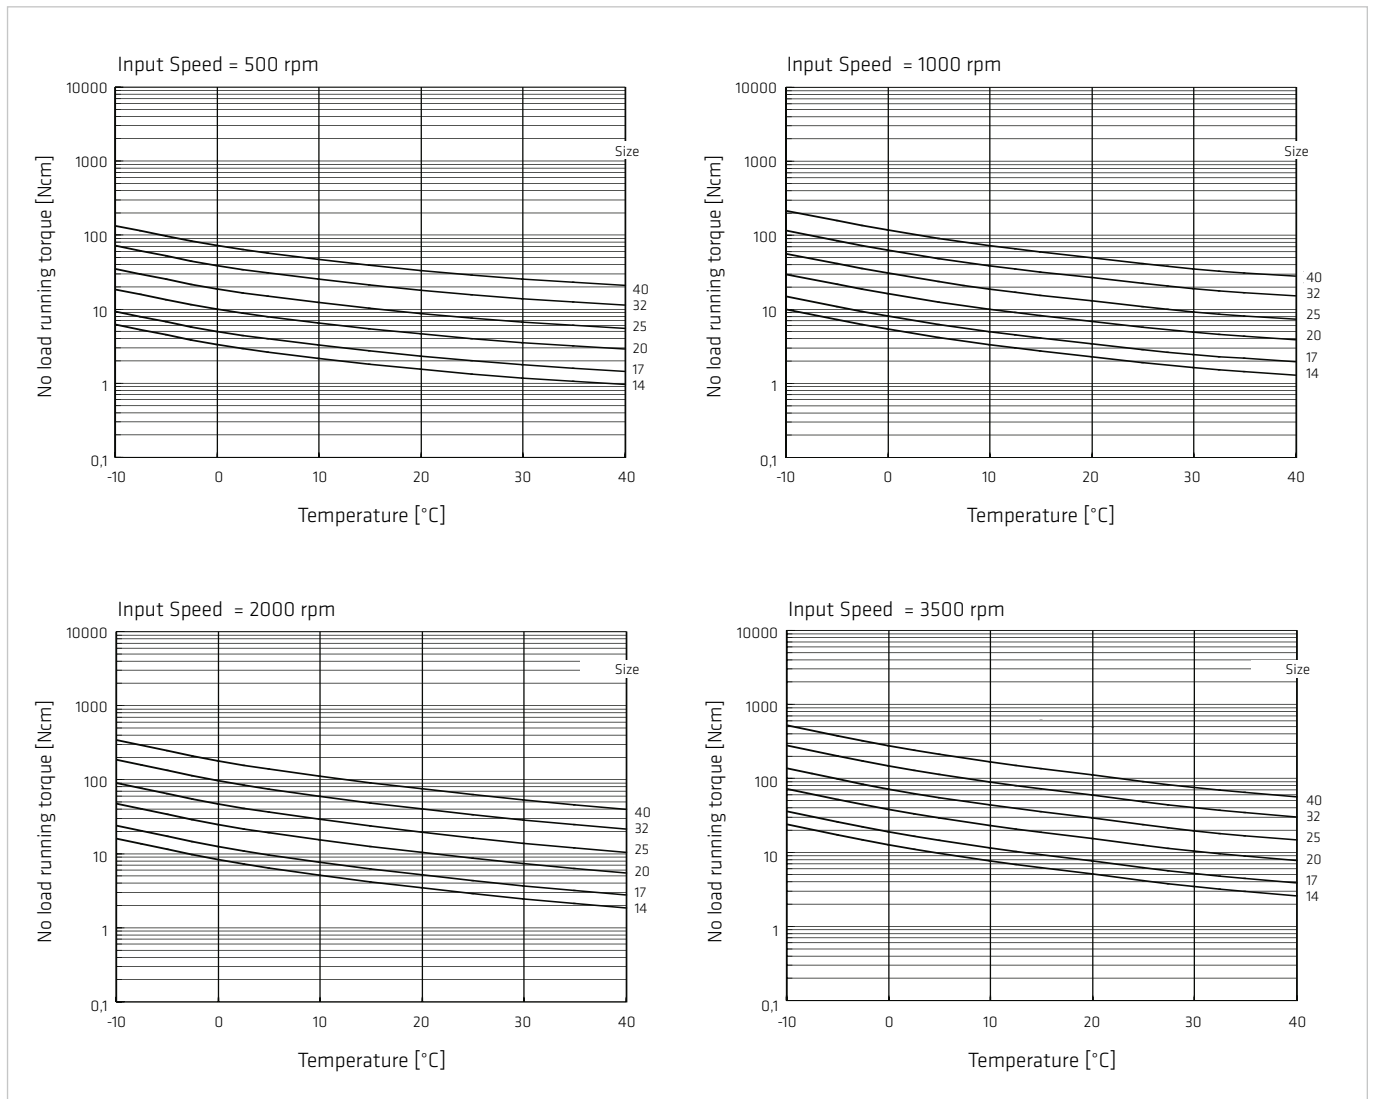 Input Speed = 500 rpm
10000
1000
100
10
1
0,1
No load running torque [Ncm]
Size
40
32
25
20
17
14
-10 0 10 20 30 40
Temperature [°C]
Input Speed = 1000 rpm
10000
1000
100
10
1
0,1
No load running torque [Ncm]
Size
40
32
25
20
17
14
-10 0 10 20 30 40
Temperature [°C]
Input Speed = 2000 rpm
10000
1000
100
10
1
0,1
No load running torque [Ncm]
Size
40
32
25
20
17
14
-10 0 10 20 30 40
Temperature [°C]
Input Speed = 3500 rpm
10000
1000
100
10
1
0,1
No load running torque [Ncm]
Size
40
32
25
20
17
14
-10 0 10 20 30 40
Temperature [°C]